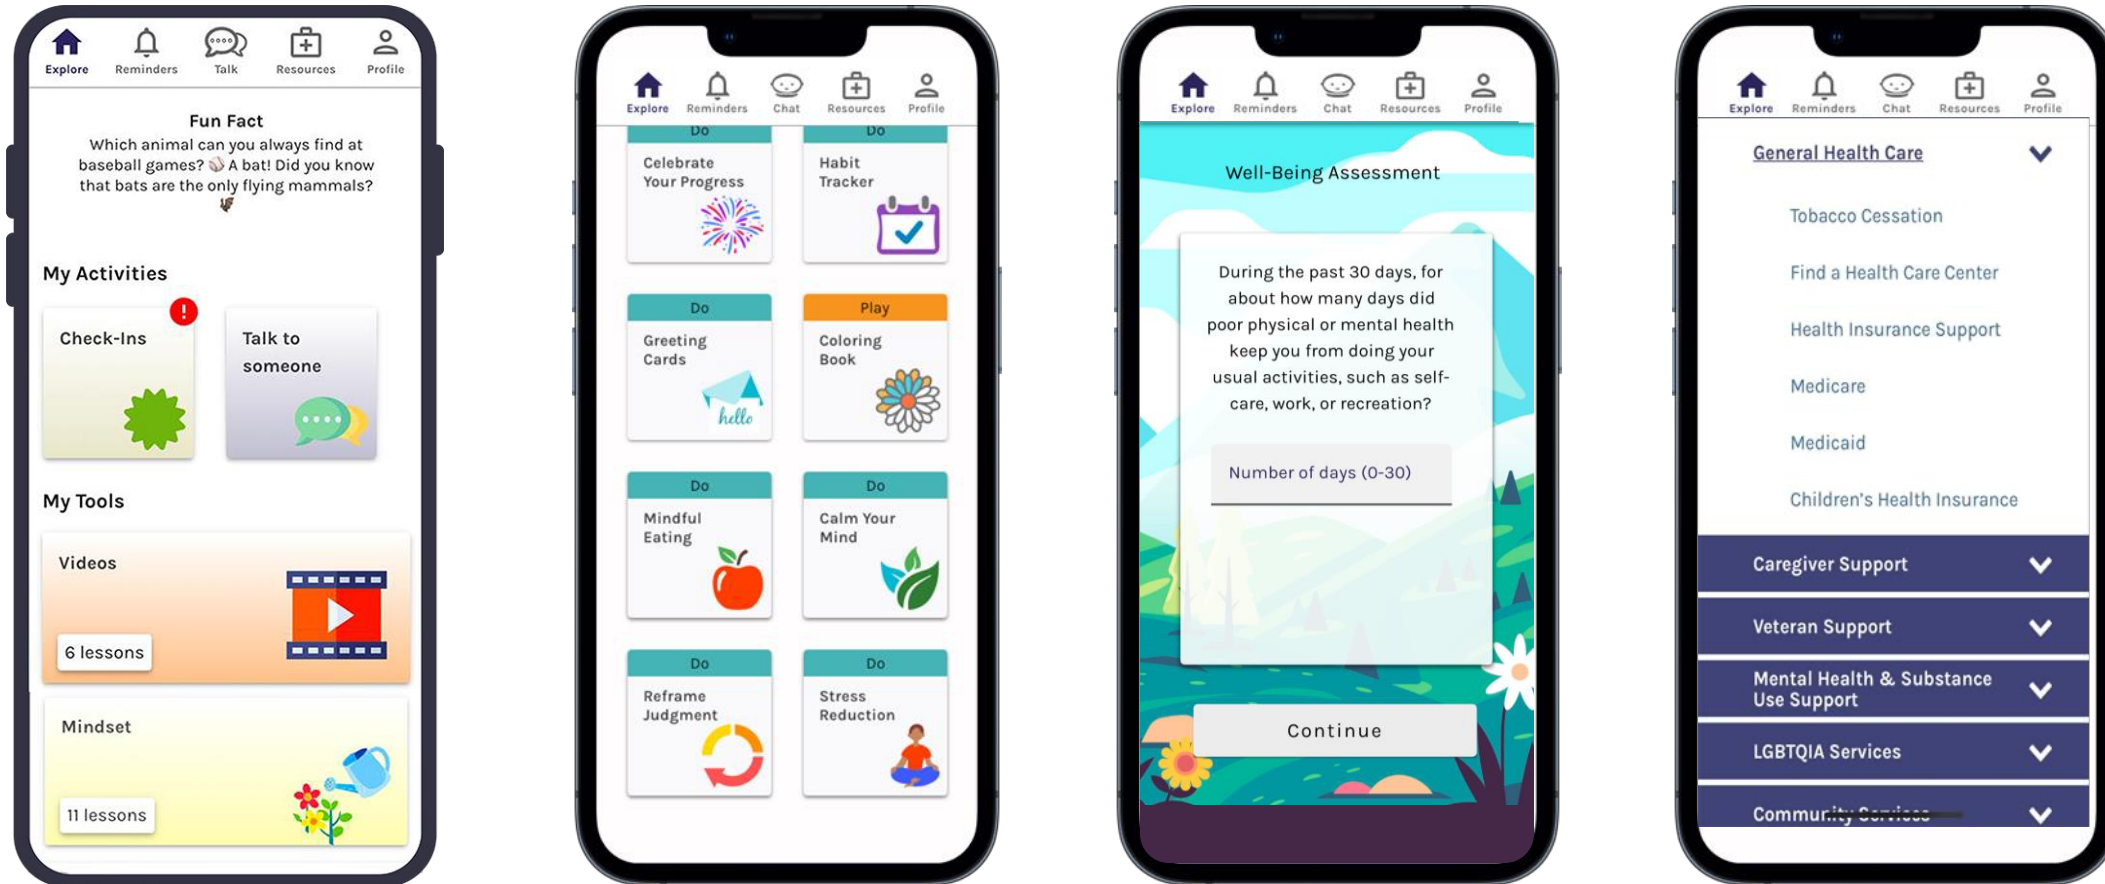 Explore Reminders Talk Resources Profile
Fun Fact
Which animal can you always find at
baseball games? ⚾ A bat! Did you know
that bats are the only flying mammals?
🦇
My Activities
Check-Ins
!
Talk to
someone
My Tools
Videos
6 lessons
Mindset
11 lessons
Explore Reminders Chat Resources Profile
Do
Celebrate
Your Progress
Do
Habit
Tracker
Do
Greeting
Cards
hello
Play
Coloring
Book
Do
Mindful
Eating
Do
Calm Your
Mind
Do
Reframe
Judgment
Do
Stress
Reduction
Explore Reminders Chat Resources Profile
Well-Being Assessment
During the past 30 days, for
about how many days did
poor physical or mental health
keep you from doing your
usual activities, such as self-
care, work, or recreation?
Number of days (0-30)
Continue
Explore Reminders Chat Resources Profile
General Health Care
Tobacco Cessation
Find a Health Care Center
Health Insurance Support
Medicare
Medicaid
Children's Health Insurance
Caregiver Support
Veteran Support
Mental Health & Substance
Use Support
LGBTQIA Services
Community Services